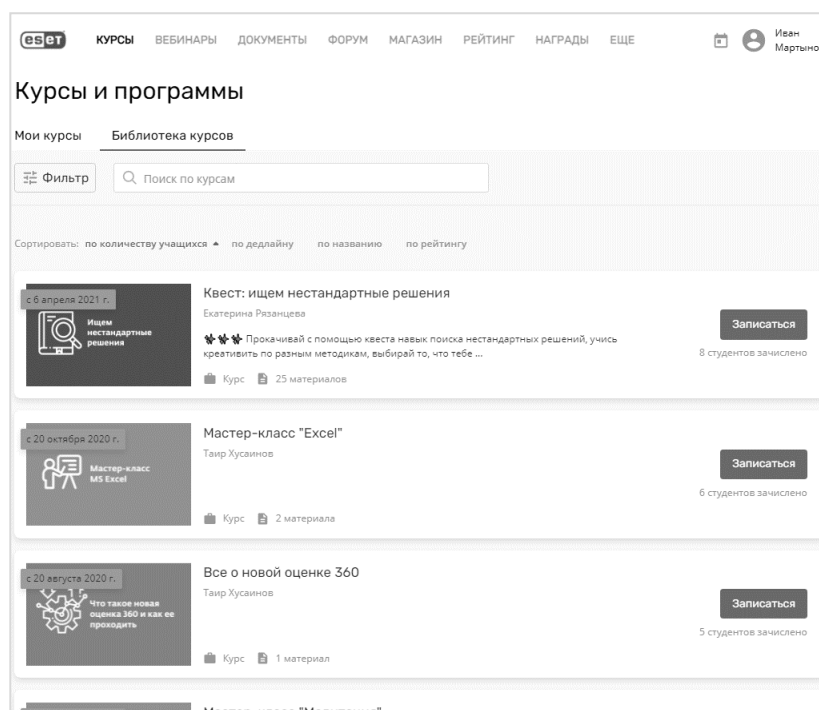 eset КУРСЫ ВЕБИНАРЫ ДОКУМЕНТЫ ФОРУМ МАГАЗИН РЕЙТИНГ НАГРАДЫ ЕЩЕ Иван
Мартыно
Курсы и программы
Мои курсы Библиотека курсов
Фильтр Поиск по курсам
Сортировать: по количеству учащихся по дедлайну по названию по рейтингу
с 6 апреля 2021 г.
Ищем
нестандартные
решения
Квест: ищем нестандартные решения
Екатерина Рязанцева
Прокачивай с помощью квеста навык поиска нестандартных решений, учись
креативить по разным методикам, выбирай то, что тебе ...
Курс 25 материалов
Записаться
8 студентов зачислено
с 20 октября 2020 г.
Мастер-класс
MS Excel
Мастер-класс "Excel"
Таир Хусаинов
Курс 2 материала
Записаться
6 студентов зачислено
с 20 августа 2020 г.
Что такое новая
оценка 360 и как ее
проходить
Все о новой оценке 360
Таир Хусаинов
Курс 1 материал
Записаться
5 студентов зачислено